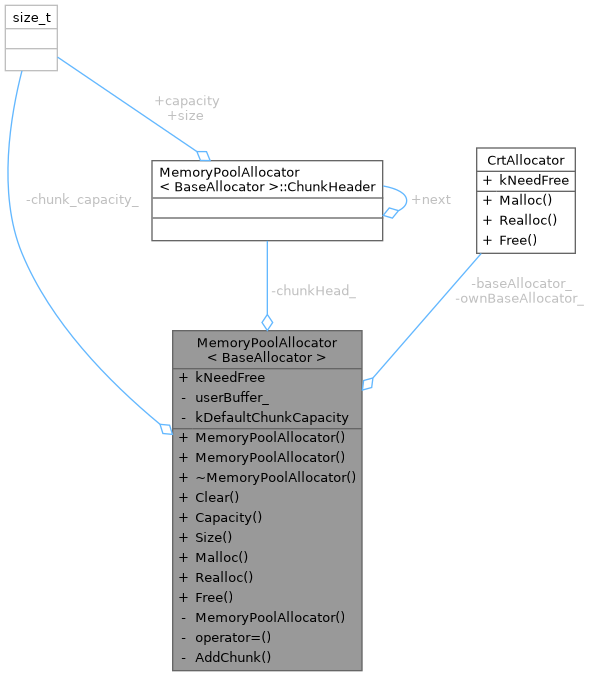 size_t
+capacity
+size
MemoryPoolAllocator
< BaseAllocator >::ChunkHeader
+next
CrtAllocator
+ kNeedFree
+ Malloc()
+ Realloc()
+ Free()
-chunk_capacity_
-chunkHead_
-baseAllocator_
-ownBaseAllocator_
MemoryPoolAllocator
< BaseAllocator >
+ kNeedFree
- userBuffer_
- kDefaultChunkCapacity
+ MemoryPoolAllocator()
+ MemoryPoolAllocator()
+ ~MemoryPoolAllocator()
+ Clear()
+ Capacity()
+ Size()
+ Malloc()
+ Realloc()
+ Free()
- MemoryPoolAllocator()
- operator=()
- AddChunk()